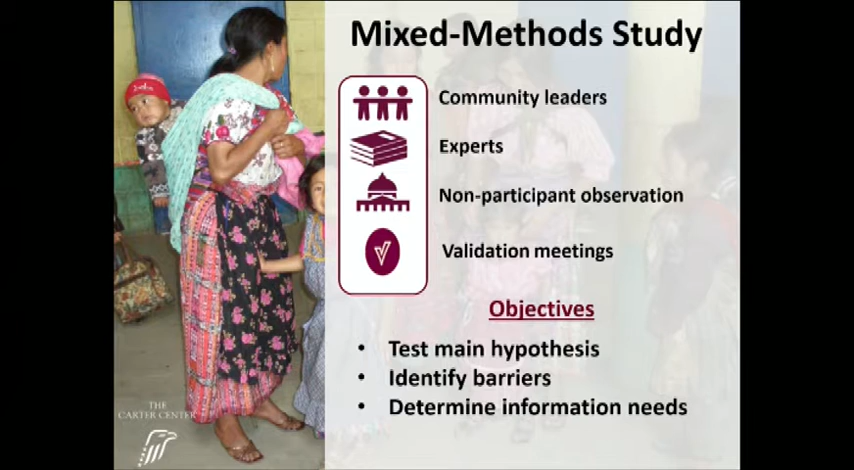 Mixed-Methods Study
Community leaders
Experts
Non-participant observation
Validation meetings
Objectives
• Test main hypothesis
• Identify barriers
• Determine information needs
THE
CARTER CENTER